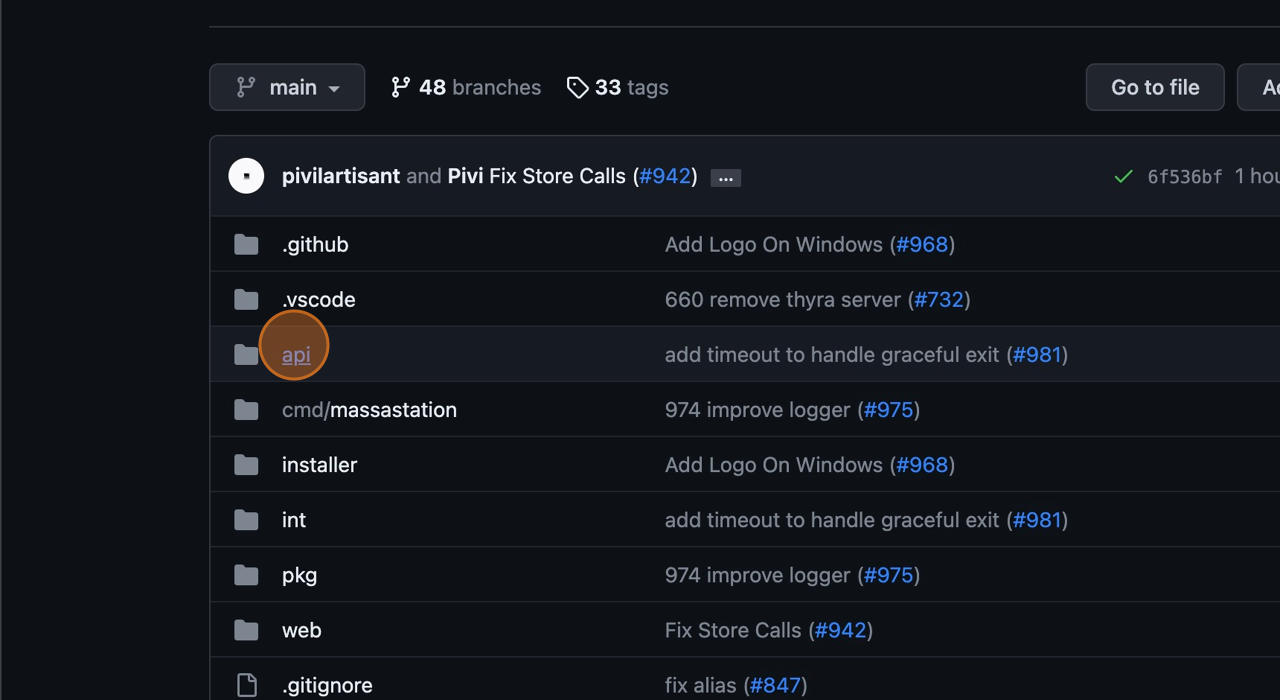 main 48 branches 33 tags Go to file
pivilartisant and Pivi Fix Store Calls (#942) ... 6f536bf 1
.github Add Logo On Windows (#968)
.vscode 660 remove thyra server (#732)
api add timeout to handle graceful exit (#981)
cmd/massastation 974 improve logger (#975)
installer Add Logo On Windows (#968)
int add timeout to handle graceful exit (#981)
pkg 974 improve logger (#975)
web Fix Store Calls (#942)
.gitignore fix alias (#847)